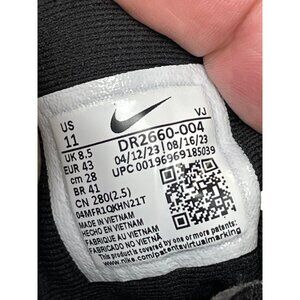 US
11
UK 8.5
EUR 43
cm 28
BR 41
CN 280(2.5)
VJ
DR2660-004
04/12/23 08/16/23
UPC 00196969185039
04MFR1QKHN21T
MADE IN VIETNAM
HECHO EN VIETNAM
FABRIQUE AU VIETNAM
FABRICADO NO VIETNÃ
This product is covered by one or more patents
www.nike.com/patentsvirtualmarking